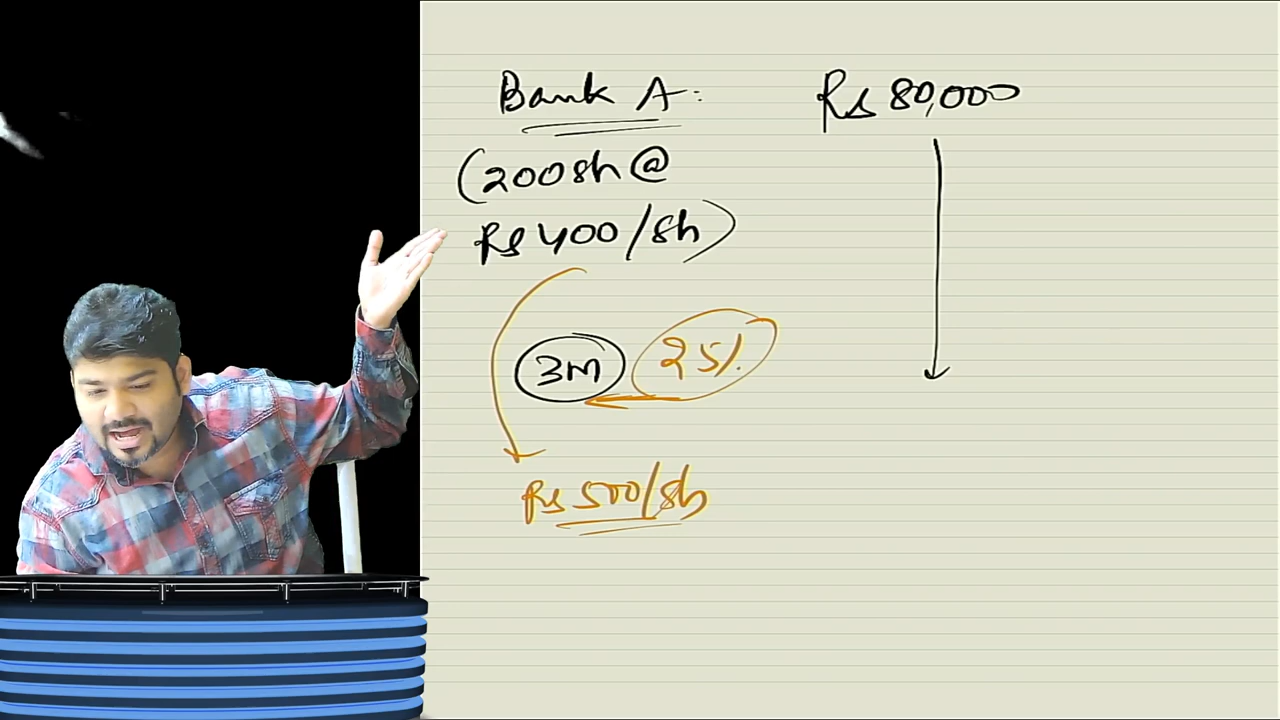 Bank A: Rs 80,000
(200sh @
Rs 400/sh)
3m 25%
Rs 500/sh